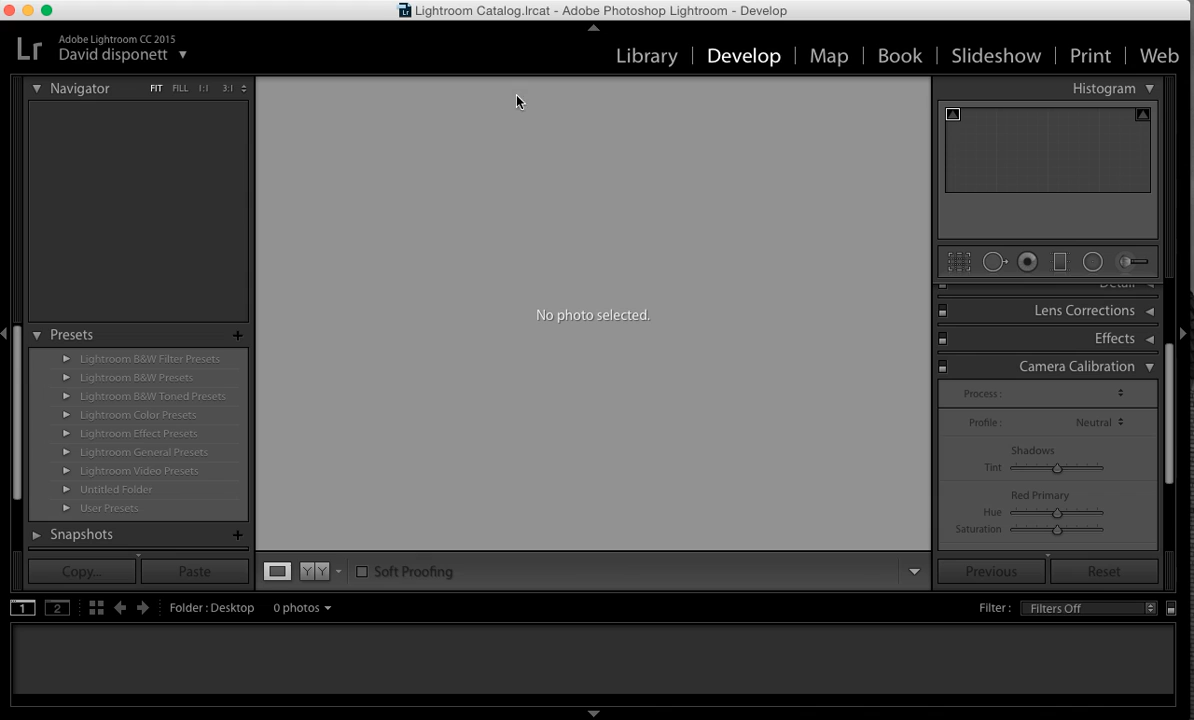 Lightroom Catalog.lrcat - Adobe Photoshop Lightroom - Develop
Lr
Adobe Lightroom CC 2015
David disponett
Library | Develop | Map | Book | Slideshow | Print | Web
Navigator FIT FILL 1:1 3:1
Histogram
No photo selected.
Detail
Lens Corrections
Effects
Camera Calibration
Process :
Profile : Neutral
Shadows
Tint
Red Primary
Hue
Saturation
Presets
Lightroom B&W Filter Presets
Lightroom B&W Presets
Lightroom B&W Toned Presets
Lightroom Color Presets
Lightroom Effect Presets
Lightroom General Presets
Lightroom Video Presets
Untitled Folder
User Presets
Snapshots
Copy... Paste
Y Y Soft Proofing
Previous Reset
1 2 Folder : Desktop 0 photos
Filter : Filters Off